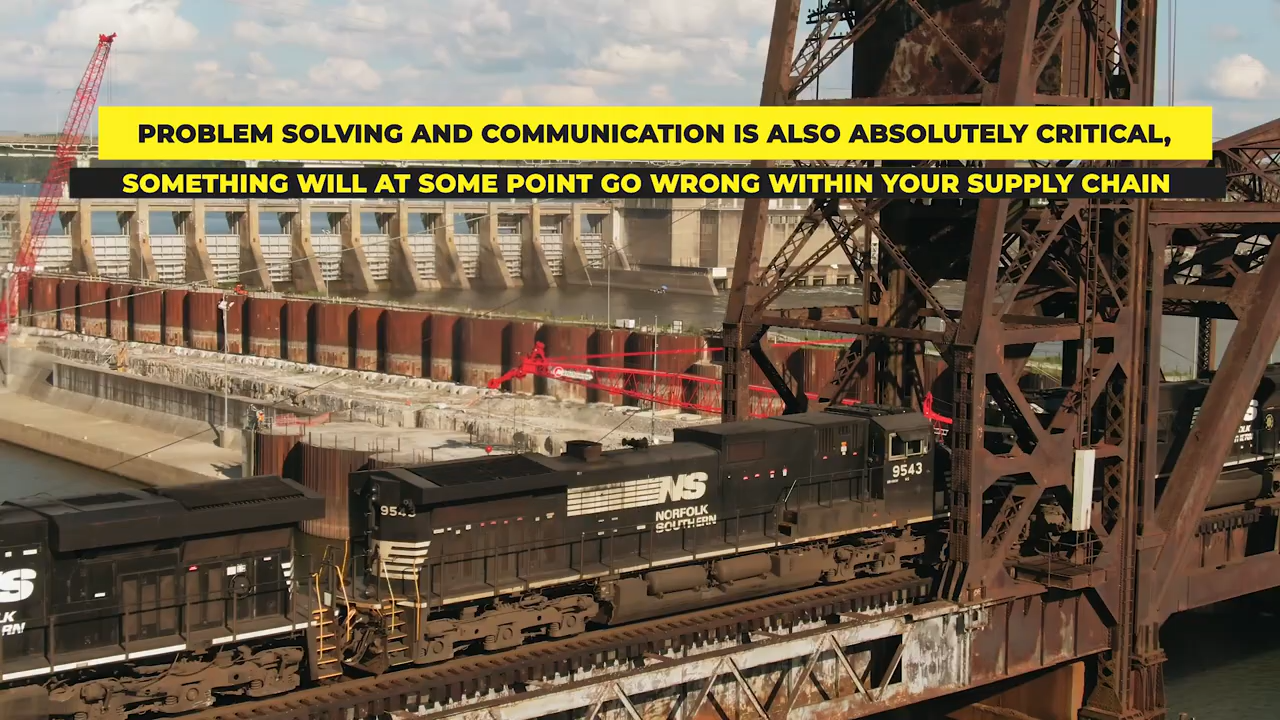 PROBLEM SOLVING AND COMMUNICATION IS ALSO ABSOLUTELY CRITICAL,
SOMETHING WILL AT SOME POINT GO WRONG WITHIN YOUR SUPPLY CHAIN
9543
NS
NORFOLK
SOUTHERN
9543